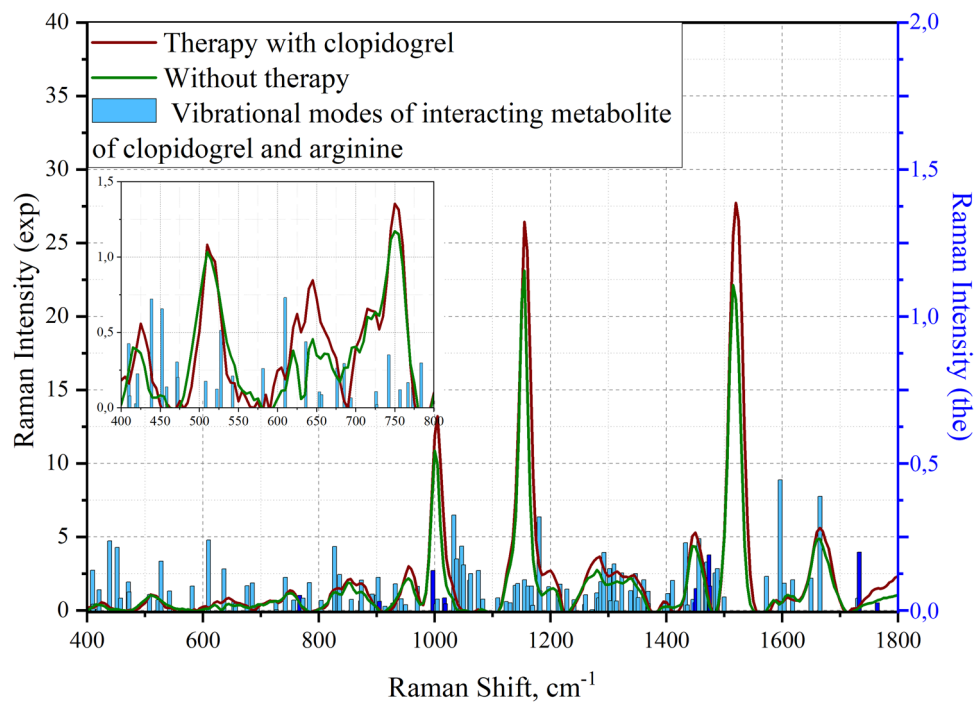 Therapy with clopidogrel
Without therapy
Vibrational modes of interacting metabolite
of clopidogrel and arginine
Raman Intensity (exp)
40
35
30
25
20
15
10
5
0
2,0
1,5
1,0
0,5
0,0
Raman Intensity (the)
1,5
1,0
0,5
0,0
400 450 500 550 600 650 700 750 800
400 600 800 1000 1200 1400 1600 1800
Raman Shift, cm-1